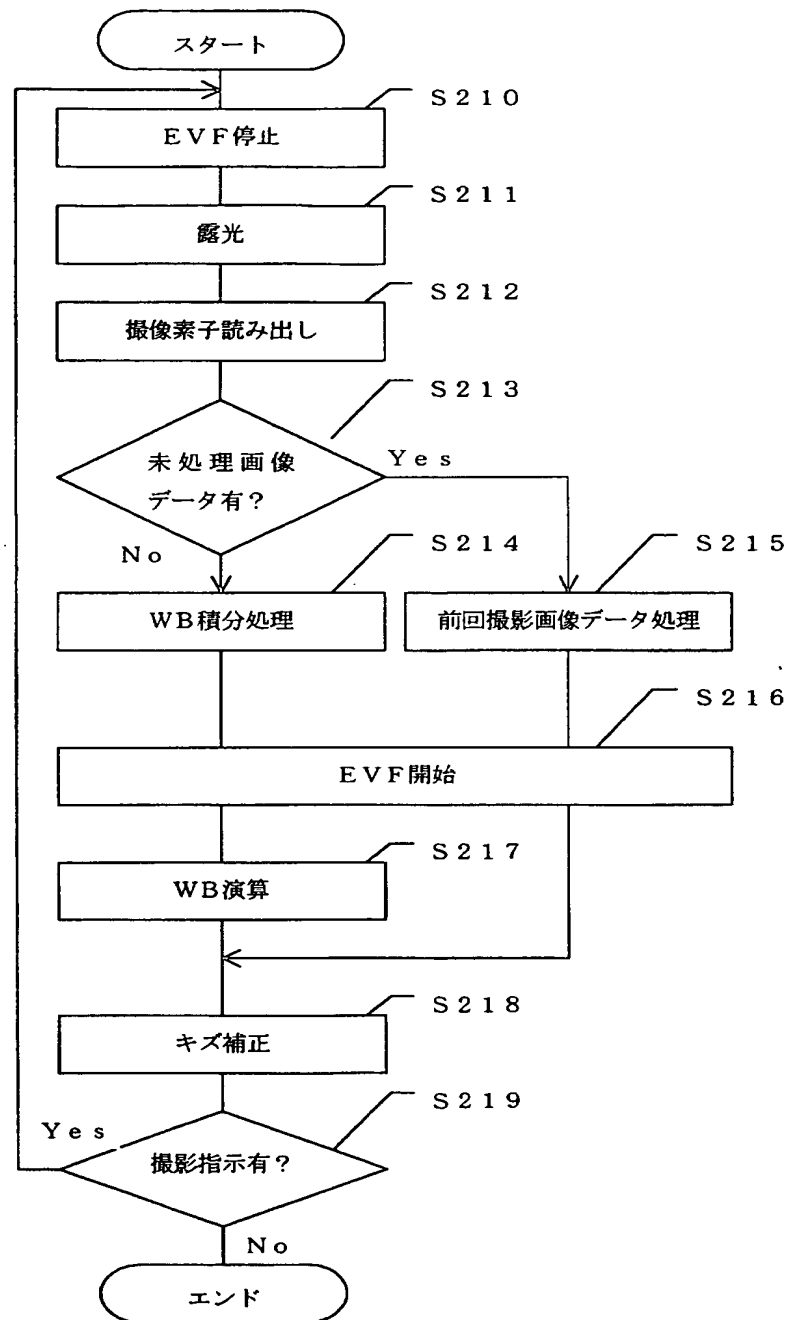 スタート
S210
EVF停止
S211
露光
S212
撮像素子読み出し
S213
未処理画像
データ有?
Yes
No
S214
WB積分処理
S215
前回撮影画像データ処理
S216
EVF開始
S217
WB演算
S218
キズ補正
S219
Yes
撮影指示有?
No
エンド